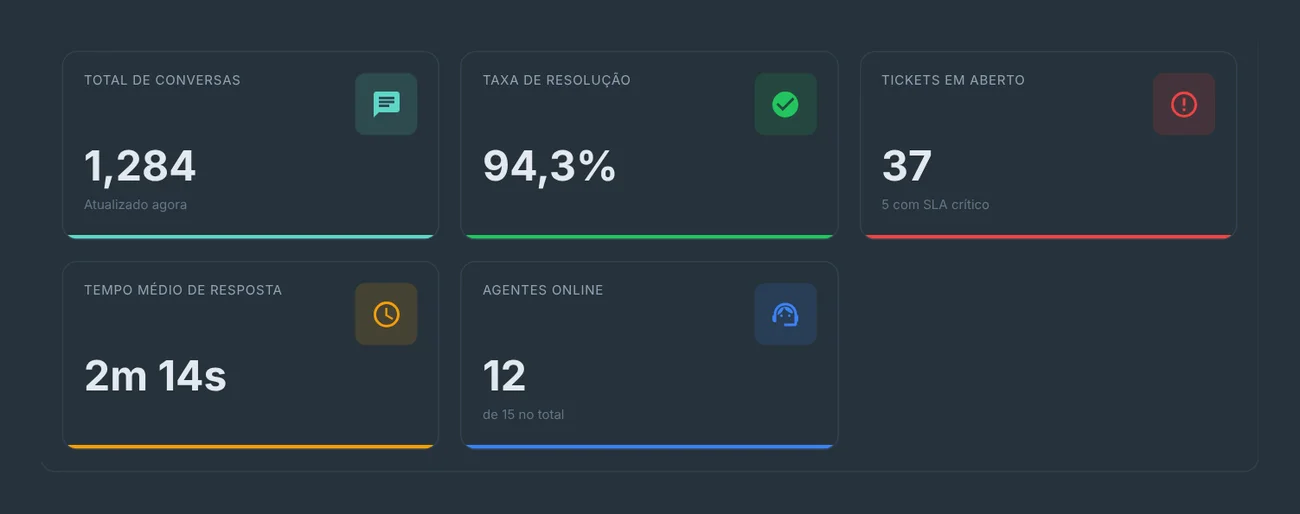 TOTAL DE CONVERSAS
1,284
Atualizado agora
TAXA DE RESOLUÇÃO
94,3%
TICKETS EM ABERTO
37
5 com SLA crítico
TEMPO MÉDIO DE RESPOSTA
2m 14s
AGENTES ONLINE
12
de 15 no total